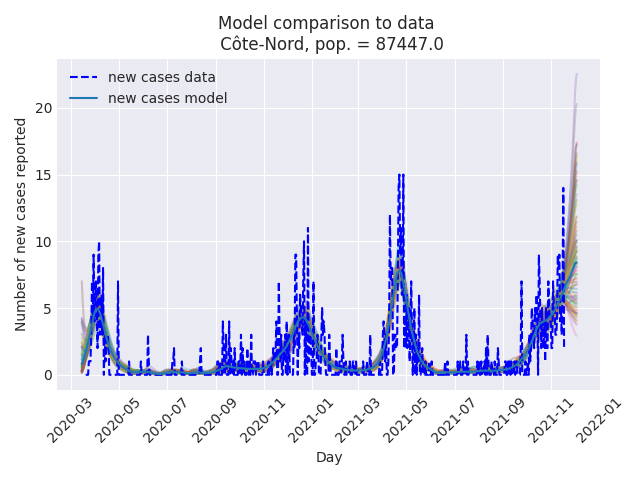 Model comparison to data
Côte-Nord, pop. = 87447.0
new cases data
new cases model
Number of new cases reported
20
15
10
5
0
2020-03
2020-05
2020-07
2020-09
2020-11
2021-01
2021-03
2021-05
2021-07
2021-09
2021-11
2022-01
Day